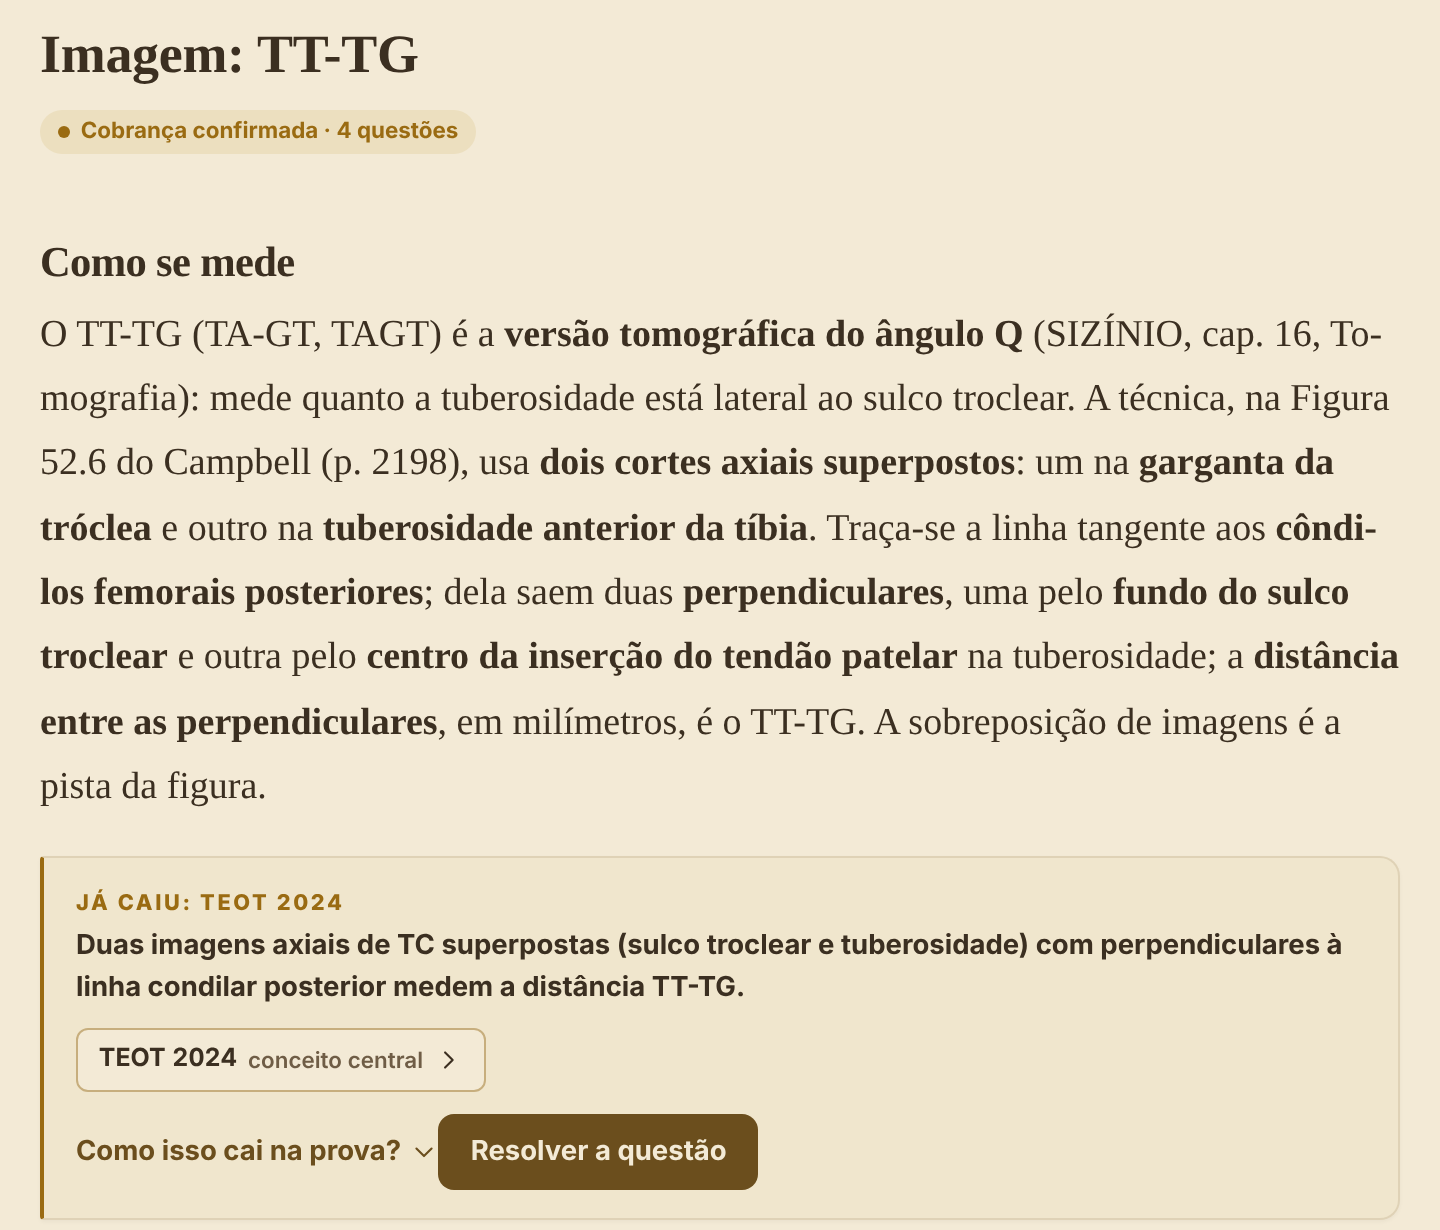 Imagem: TT-TG
Cobrança confirmada · 4 questões
Como se mede
O TT-TG (TA-GT, TAGT) é a versão tomográfica do ângulo Q (SIZÍNIO, cap. 16, To-
mografia): mede quanto a tuberosidade está lateral ao sulco troclear. A técnica, na Figura
52.6 do Campbell (p. 2198), usa dois cortes axiais superpostos: um na garganta da
tróclea e outro na tuberosidade anterior da tíbia. Traça-se a linha tangente aos côndi-
los femorais posteriores; dela saem duas perpendiculares, uma pelo fundo do sulco
troclear e outra pelo centro da inserção do tendão patelar na tuberosidade; a distância
entre as perpendiculares, em milímetros, é o TT-TG. A sobreposição de imagens é a
pista da figura.
JÁ CAIU: TEOT 2024
Duas imagens axiais de TC superpostas (sulco troclear e tuberosidade) com perpendiculares à
linha condilar posterior medem a distância TT-TG.
TEOT 2024 conceito central
Como isso cai na prova? Resolver a questão